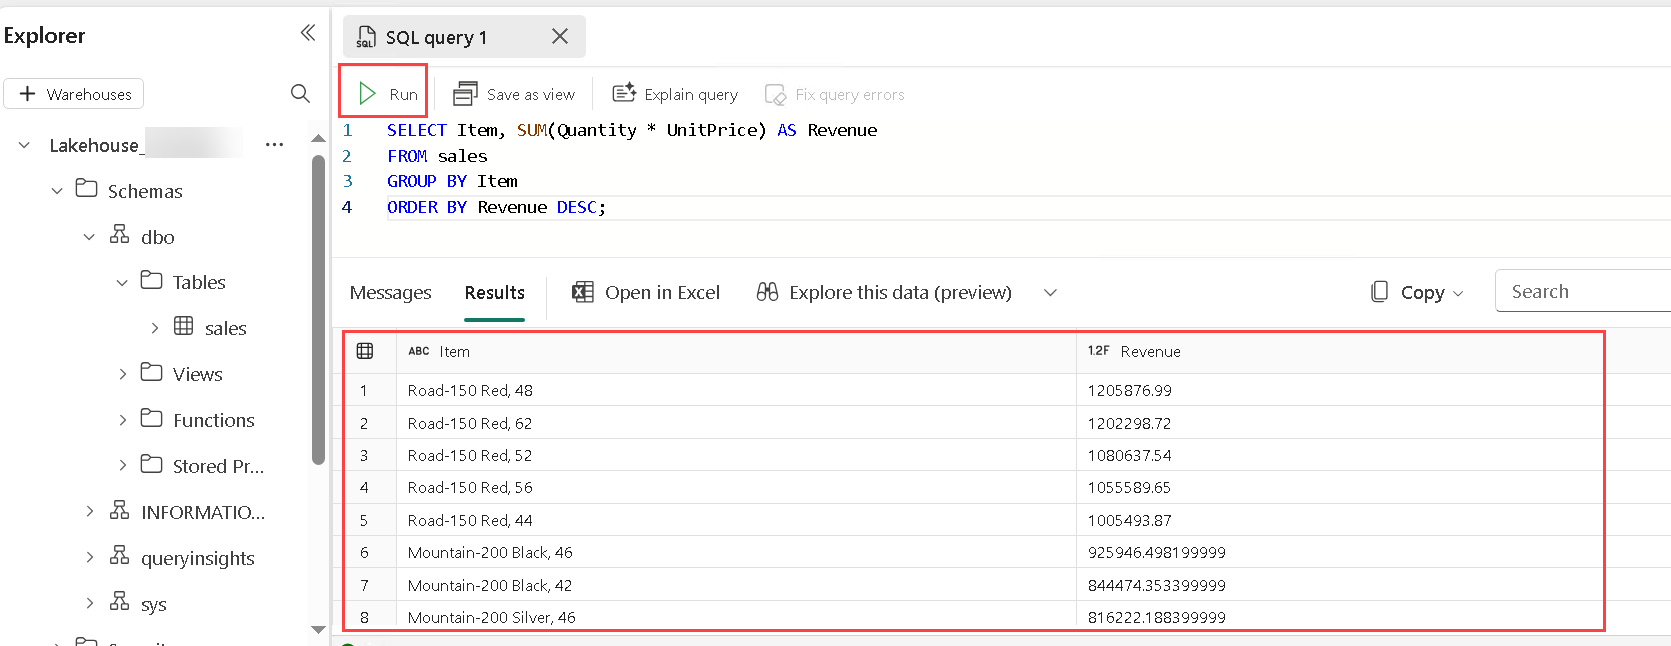 Explorer
SQL query 1
Warehouses
Run
Save as view
Explain query
Fix query errors
Lakehouse_
Schemas
dbo
Tables
sales
Views
Functions
Stored Pr...
INFORMATIO...
queryinsights
sys
1 SELECT Item, SUM(Quantity * UnitPrice) AS Revenue
2 FROM sales
3 GROUP BY Item
4 ORDER BY Revenue DESC;
Messages Results Open in Excel Explore this data (preview) Copy Search
ABC Item 1.2F Revenue
1 Road-150 Red, 48 1205876.99
2 Road-150 Red, 62 1202298.72
3 Road-150 Red, 52 1080637.54
4 Road-150 Red, 56 1055589.65
5 Road-150 Red, 44 1005493.87
6 Mountain-200 Black, 46 925946.498199999
7 Mountain-200 Black, 42 844474.353399999
8 Mountain-200 Silver, 46 816222.188399999